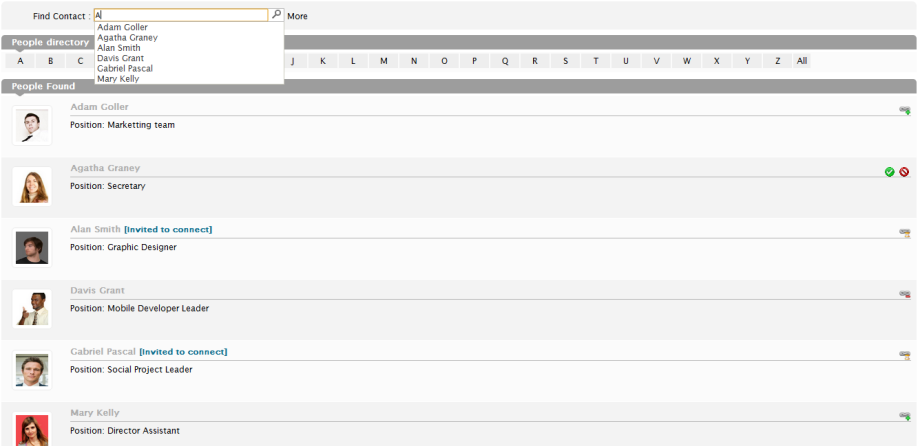 Find Contact : A More
Adam Goller
Agatha Graney
Alan Smith
Davis Grant
Gabriel Pascal
Mary Kelly
People directory
A B C J K L M N O P Q R S T U V W X Y Z All
People Found
Adam Goller
Position: Marketting team
Agatha Graney
Position: Secretary
Alan Smith [Invited to connect]
Position: Graphic Designer
Davis Grant
Position: Mobile Developer Leader
Gabriel Pascal [Invited to connect]
Position: Social Project Leader
Mary Kelly
Position: Director Assistant